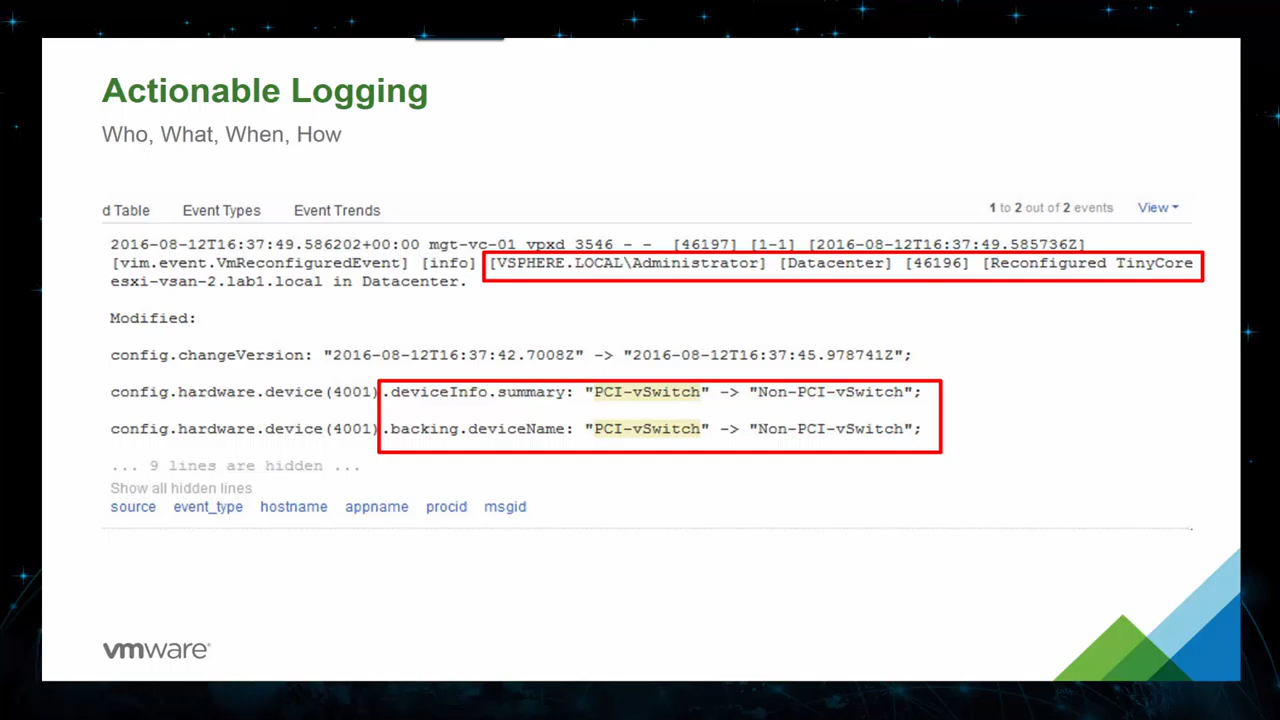 Actionable Logging
Who, What, When, How
d Table Event Types Event Trends 1 to 2 out of 2 events View
2016-08-12T16:37:49.586202+00:00 mgt-vc-01 vpxd 3546 - - [46197] [1-1] [2016-08-12T16:37:49.585736Z]
[vim.event.VmReconfiguredEvent] [info] [VSPHERE.LOCAL\Administrator] [Datacenter] [46196] [Reconfigured TinyCore
esxi-vsan-2.lab1.local in Datacenter.
Modified:
config.changeVersion: "2016-08-12T16:37:42.7008Z" -> "2016-08-12T16:37:45.978741Z";
config.hardware.device(4001).deviceInfo.summary: "PCI-vSwitch" -> "Non-PCI-vSwitch";
config.hardware.device(4001).backing.deviceName: "PCI-vSwitch" -> "Non-PCI-vSwitch";
... 9 lines are hidden ...
Show all hidden lines
source event_type hostname appname procid msgid
vmware